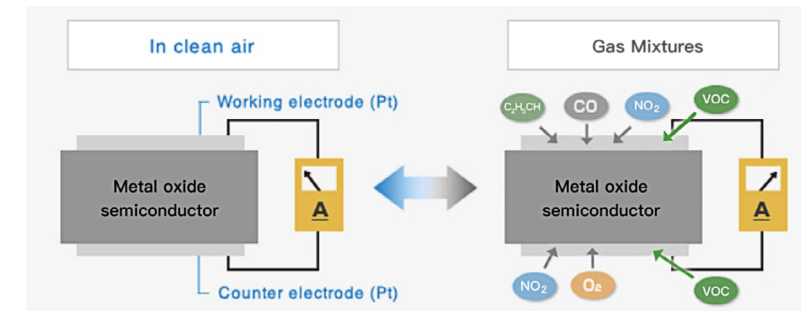 In clean air
Gas Mixtures
Working electrode (Pt)
Metal oxide
semiconductor
A
Counter electrode (Pt)
C₂H₅CH
CO
NO₂
VOC
Metal oxide
semiconductor
A
NO₂
O₂
VOC